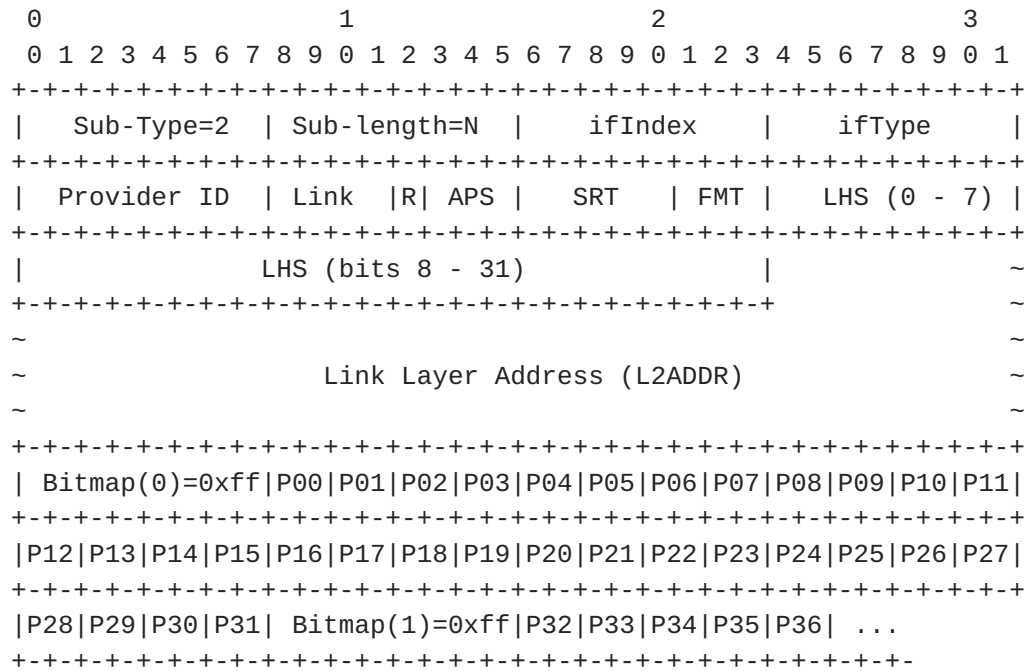 0                   1                   2                   3
 0 1 2 3 4 5 6 7 8 9 0 1 2 3 4 5 6 7 8 9 0 1 2 3 4 5 6 7 8 9 0 1
+-+-+-+-+-+-+-+-+-+-+-+-+-+-+-+-+-+-+-+-+-+-+-+-+-+-+-+-+-+-+-+-+
|   Sub-Type=2  | Sub-length=N  |    ifIndex    |    ifType     |
+-+-+-+-+-+-+-+-+-+-+-+-+-+-+-+-+-+-+-+-+-+-+-+-+-+-+-+-+-+-+-+-+
|  Provider ID  | Link  |R| APS |   SRT   | FMT |   LHS (0 - 7) |
+-+-+-+-+-+-+-+-+-+-+-+-+-+-+-+-+-+-+-+-+-+-+-+-+-+-+-+-+-+-+-+-+
|               LHS (bits 8 - 31)               |               ~
+-+-+-+-+-+-+-+-+-+-+-+-+-+-+-+-+-+-+-+-+-+-+-+-+               ~
~                                                               ~
~                   Link Layer Address (L2ADDR)                 ~
~                                                               ~
+-+-+-+-+-+-+-+-+-+-+-+-+-+-+-+-+-+-+-+-+-+-+-+-+-+-+-+-+-+-+-+-+
| Bitmap(0)=0xff|P00|P01|P02|P03|P04|P05|P06|P07|P08|P09|P10|P11|
+-+-+-+-+-+-+-+-+-+-+-+-+-+-+-+-+-+-+-+-+-+-+-+-+-+-+-+-+-+-+-+-+
|P12|P13|P14|P15|P16|P17|P18|P19|P20|P21|P22|P23|P24|P25|P26|P27|
+-+-+-+-+-+-+-+-+-+-+-+-+-+-+-+-+-+-+-+-+-+-+-+-+-+-+-+-+-+-+-+-+
|P28|P29|P30|P31| Bitmap(1)=0xff|P32|P33|P34|P35|P36| ...
+-+-+-+-+-+-+-+-+-+-+-+-+-+-+-+-+-+-+-+-+-+-+-+-+-+-+-+-+-